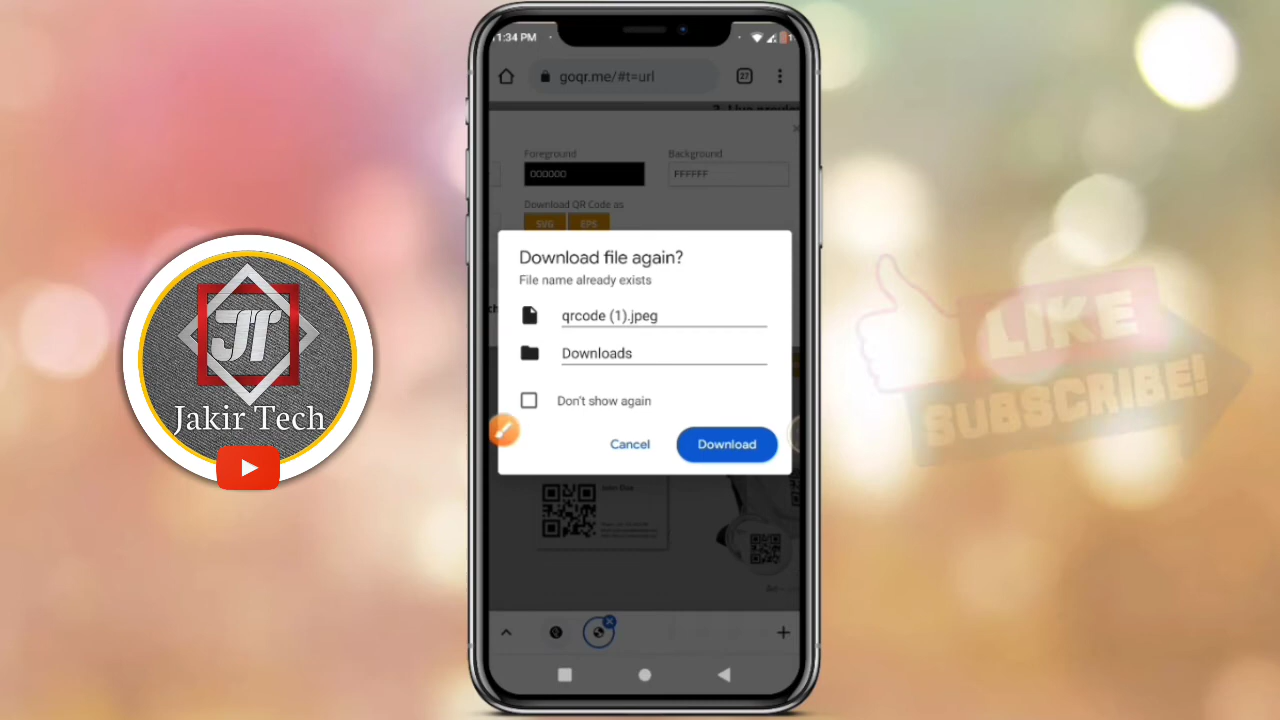 1:34 PM
goqr.me/#t=url
27
Foreground
Background
000000
FFFFFF
Download QR Code as
SVG
EPS
Download file again?
File name already exists
qrcode (1).jpeg
Downloads
Don't show again
Cancel
Download
JT
Jakir Tech
LIKE
SUBSCRIBE!